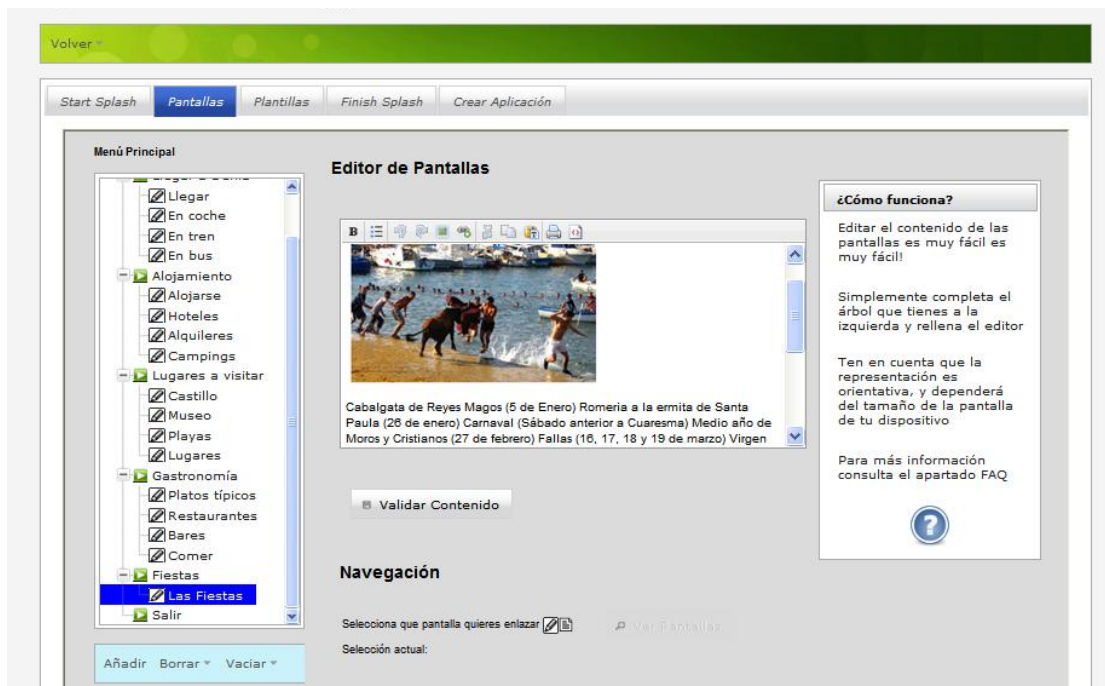 Volver
Start Splash
Pantallas
Plantillas
Finish Splash
Crear Aplicación
Menú Principal
Llegar
En coche
En tren
En bus
Alojamiento
Alojarse
Hoteles
Alquileres
Campings
Lugares a visitar
Castillo
Museo
Playas
Lugares
Gastronomía
Platos típicos
Restaurantes
Bares
Comer
Fiestas
Las Fiestas
Salir
Añadir Borrar Vaciar
Editor de Pantallas
B
Cabalgata de Reyes Magos (5 de Enero) Romeria a la ermita de Santa
Paula (26 de enero) Carnaval (Sábado anterior a Cuaresma) Medio año de
Moros y Cristianos (27 de febrero) Fallas (16, 17, 18 y 19 de marzo) Virgen
Validar Contenido
Navegación
Selecciona que pantalla quieres enlazar
Ver Pantallas
Selección actual:
¿Cómo funciona?
Editar el contenido de las
pantallas es muy fácil es
muy fácil!
Simplemente completa el
árbol que tienes a la
izquierda y rellena el editor
Ten en cuenta que la
representación es
orientativa, y dependerá
del tamaño de la pantalla
de tu dispositivo
Para más información
consulta el apartado FAQ
?